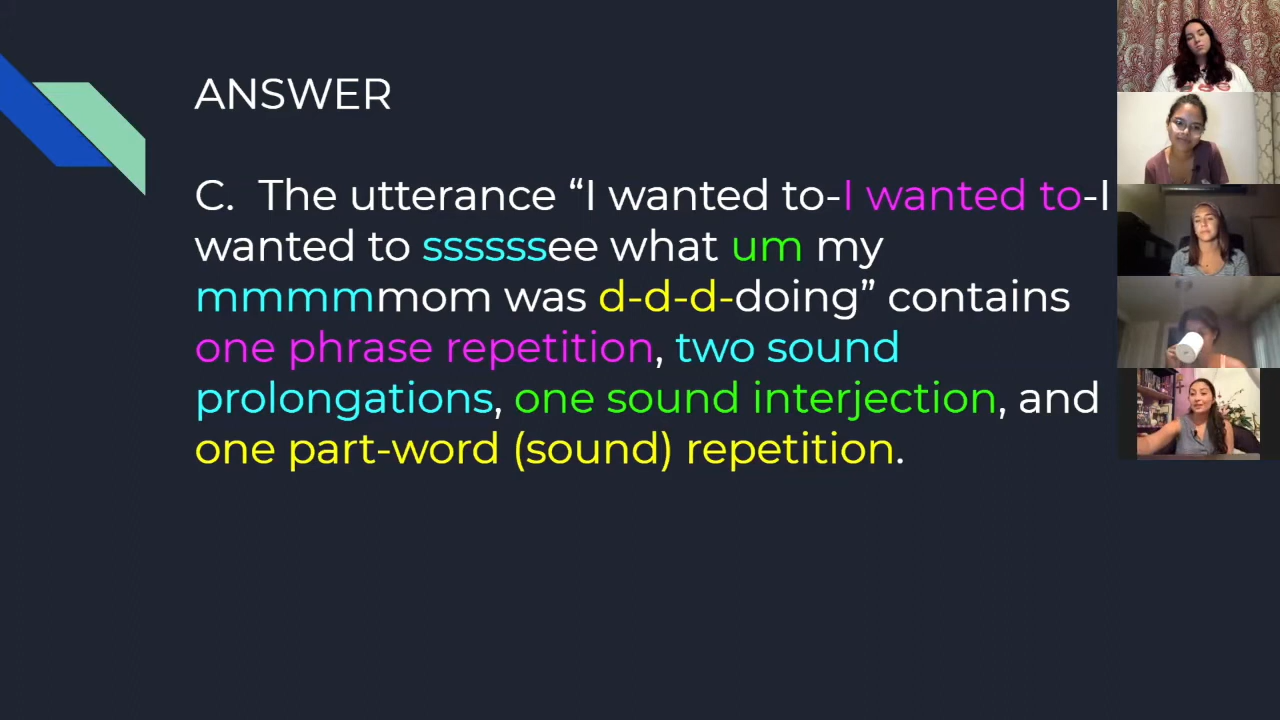 ANSWER
C.  The utterance “I wanted to-I wanted to-I
wanted to ssssssee what um my
mmmmmom was d-d-d-doing” contains
one phrase repetition, two sound
prolongations, one sound interjection, and
one part-word (sound) repetition.